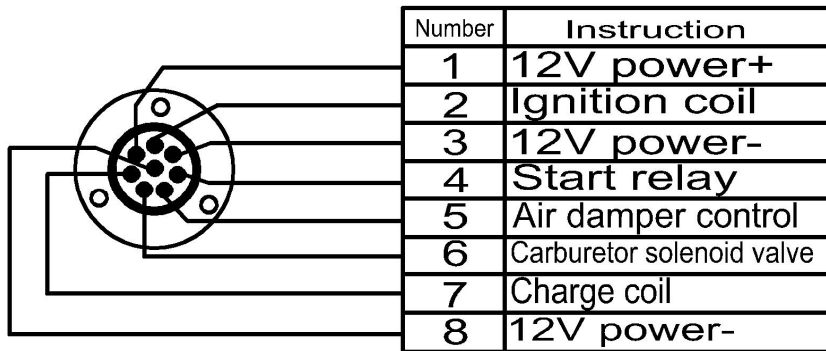 Number Instruction
1 12V power+
2 Ignition coil
3 12V power-
4 Start relay
5 Air damper control
6 Carburetor solenoid valve
7 Charge coil
8 12V power-